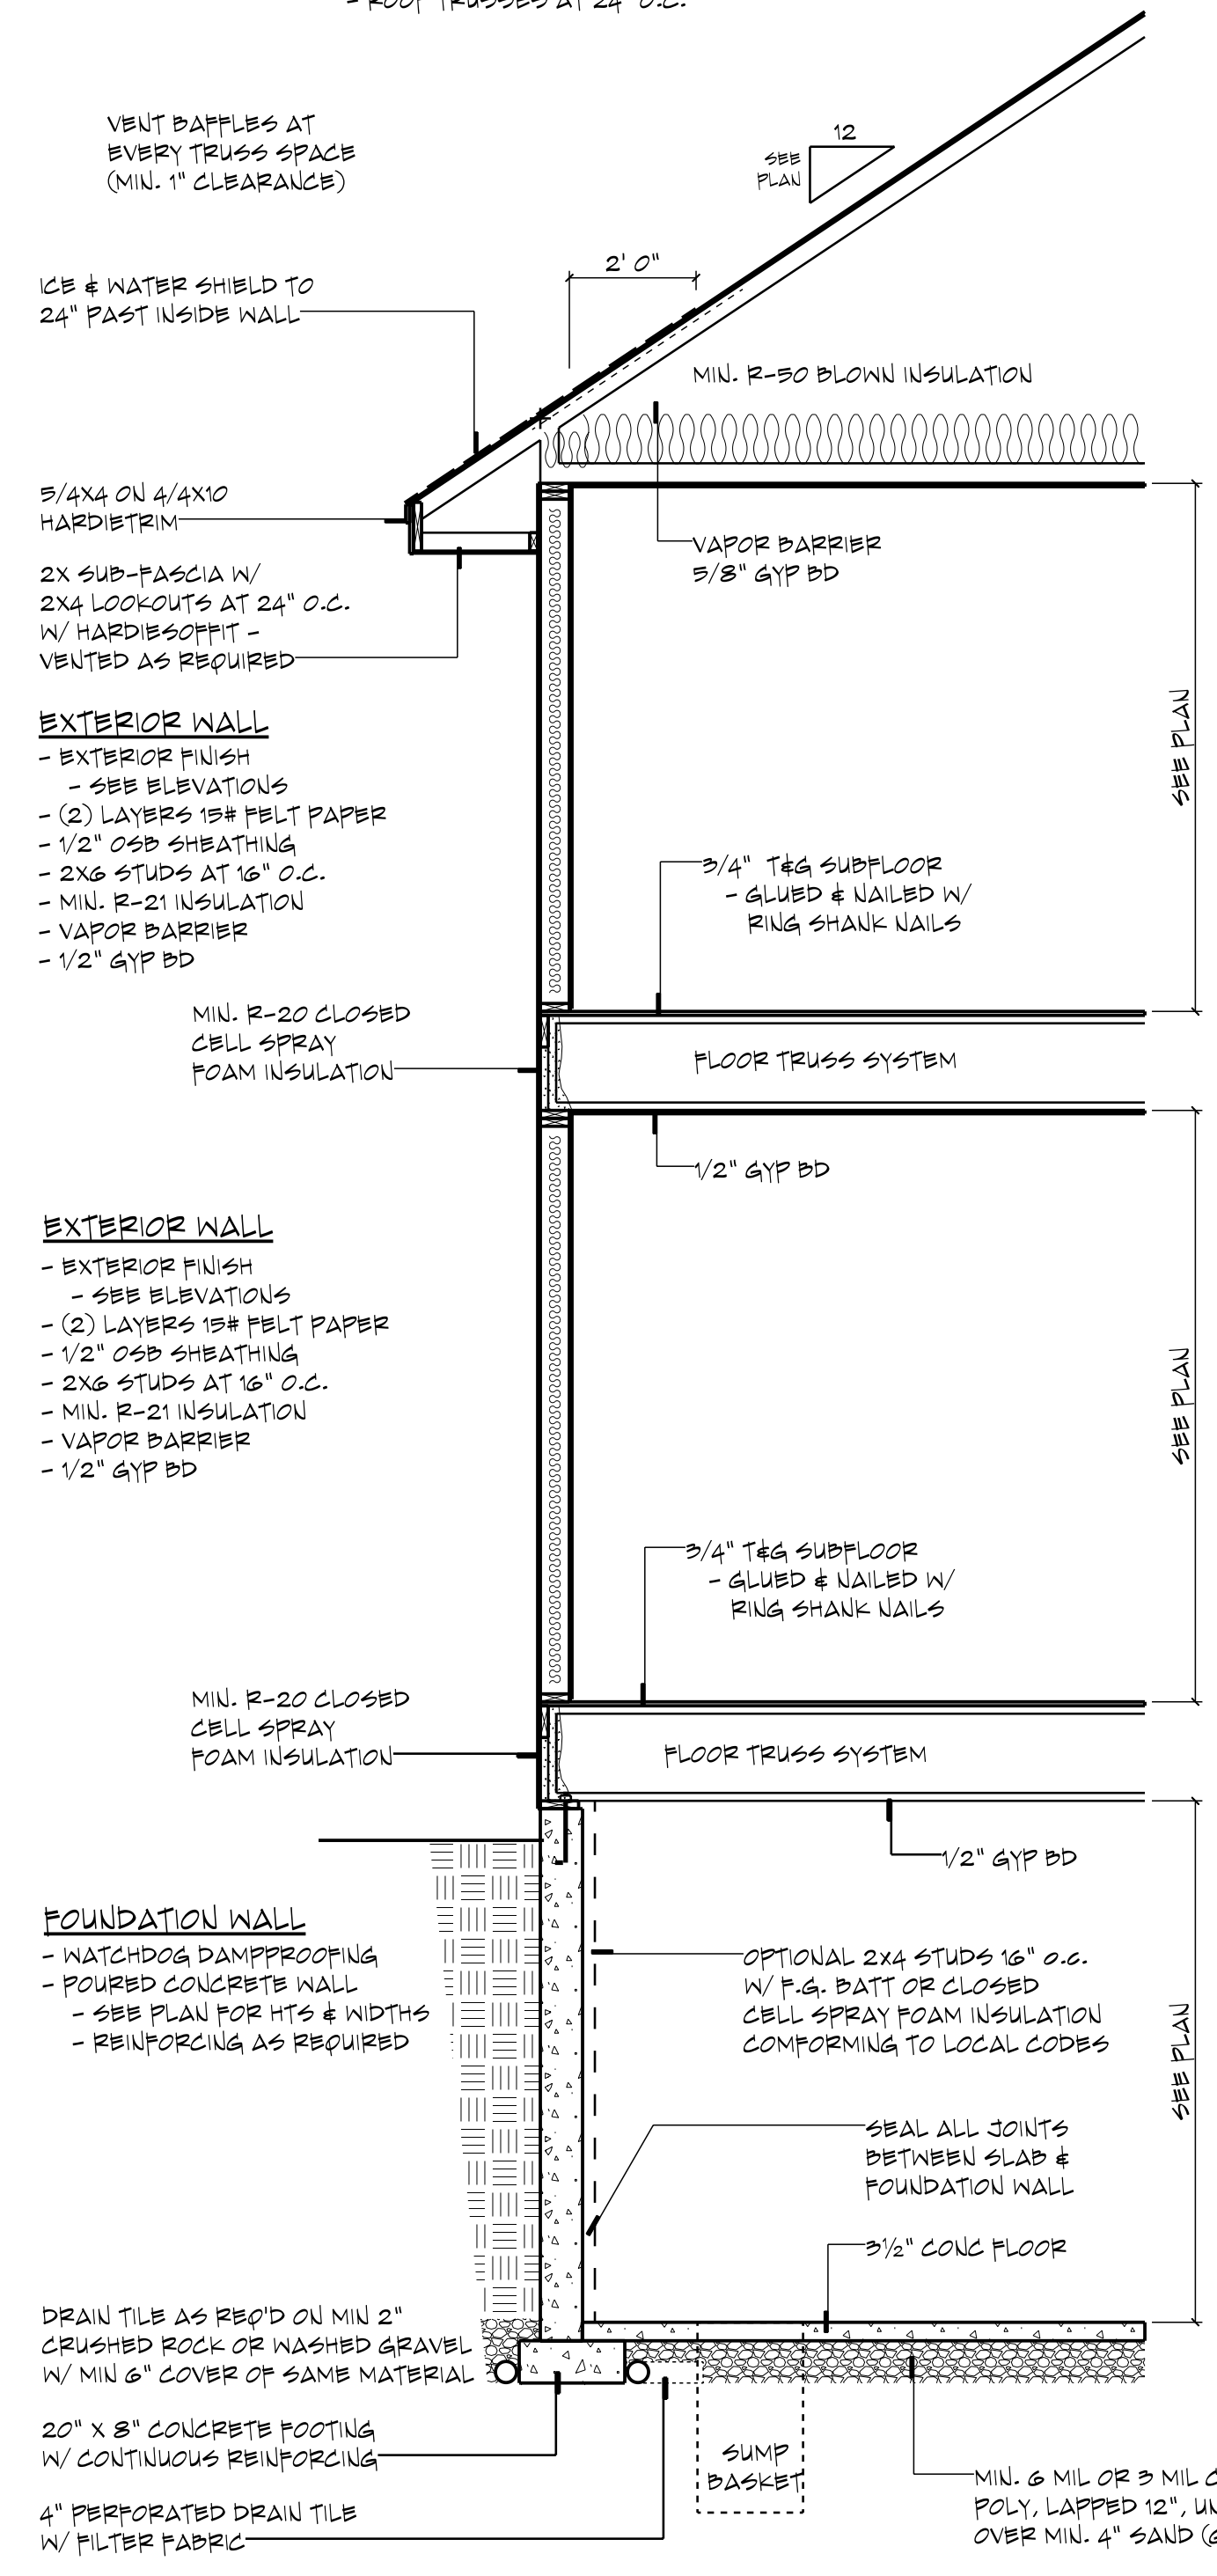 - ROOF TRUSSES AT 24" O.C.
VENT BAFFLES AT
EVERY TRUSS SPACE
(MIN. 1" CLEARANCE)
12
SEE
PLAN
2' 0"
ICE & WATER SHIELD TO
24" PAST INSIDE WALL
MIN. R-50 BLOWN INSULATION
5/4X4 ON 4/4X10
HARDIETRIM
VAPOR BARRIER
5/8" GYP BD
2X SUB-FASCIA W/
2X4 LOOKOUTS AT 24" O.C.
W/ HARDIESOFFIT -
VENTED AS REQUIRED
SEE PLAN
EXTERIOR WALL
- EXTERIOR FINISH
- SEE ELEVATIONS
- (2) LAYERS 15# FELT PAPER
- 1/2" OSB SHEATHING
- 2X6 STUDS AT 16" O.C.
- MIN. R-21 INSULATION
- VAPOR BARRIER
- 1/2" GYP BD
3/4" T&G SUBFLOOR
- GLUED & NAILED W/
RING SHANK NAILS
MIN. R-20 CLOSED
CELL SPRAY
FOAM INSULATION
FLOOR TRUSS SYSTEM
1/2" GYP BD
EXTERIOR WALL
- EXTERIOR FINISH
- SEE ELEVATIONS
- (2) LAYERS 15# FELT PAPER
- 1/2" OSB SHEATHING
- 2X6 STUDS AT 16" O.C.
- MIN. R-21 INSULATION
- VAPOR BARRIER
- 1/2" GYP BD
SEE PLAN
3/4" T&G SUBFLOOR
- GLUED & NAILED W/
RING SHANK NAILS
MIN. R-20 CLOSED
CELL SPRAY
FOAM INSULATION
FLOOR TRUSS SYSTEM
1/2" GYP BD
FOUNDATION WALL
- WATCHDOG DAMPPROOFING
- POURED CONCRETE WALL
- SEE PLAN FOR HTS & WIDTHS
- REINFORCING AS REQUIRED
OPTIONAL 2X4 STUDS 16" O.C.
W/ F.G. BATT OR CLOSED
CELL SPRAY FOAM INSULATION
COMFORMING TO LOCAL CODES
SEE PLAN
SEAL ALL JOINTS
BETWEEN SLAB &
FOUNDATION WALL
3½" CONC FLOOR
DRAIN TILE AS REQ'D ON MIN 2"
CRUSHED ROCK OR WASHED GRAVEL
W/ MIN 6" COVER OF SAME MATERIAL
20" X 8" CONCRETE FOOTING
W/ CONTINUOUS REINFORCING
SUMP
BASKET
4" PERFORATED DRAIN TILE
W/ FILTER FABRIC
MIN. 6 MIL OR 3 MIL
POLY, LAPPED 12",
OVER MIN. 4" SAND